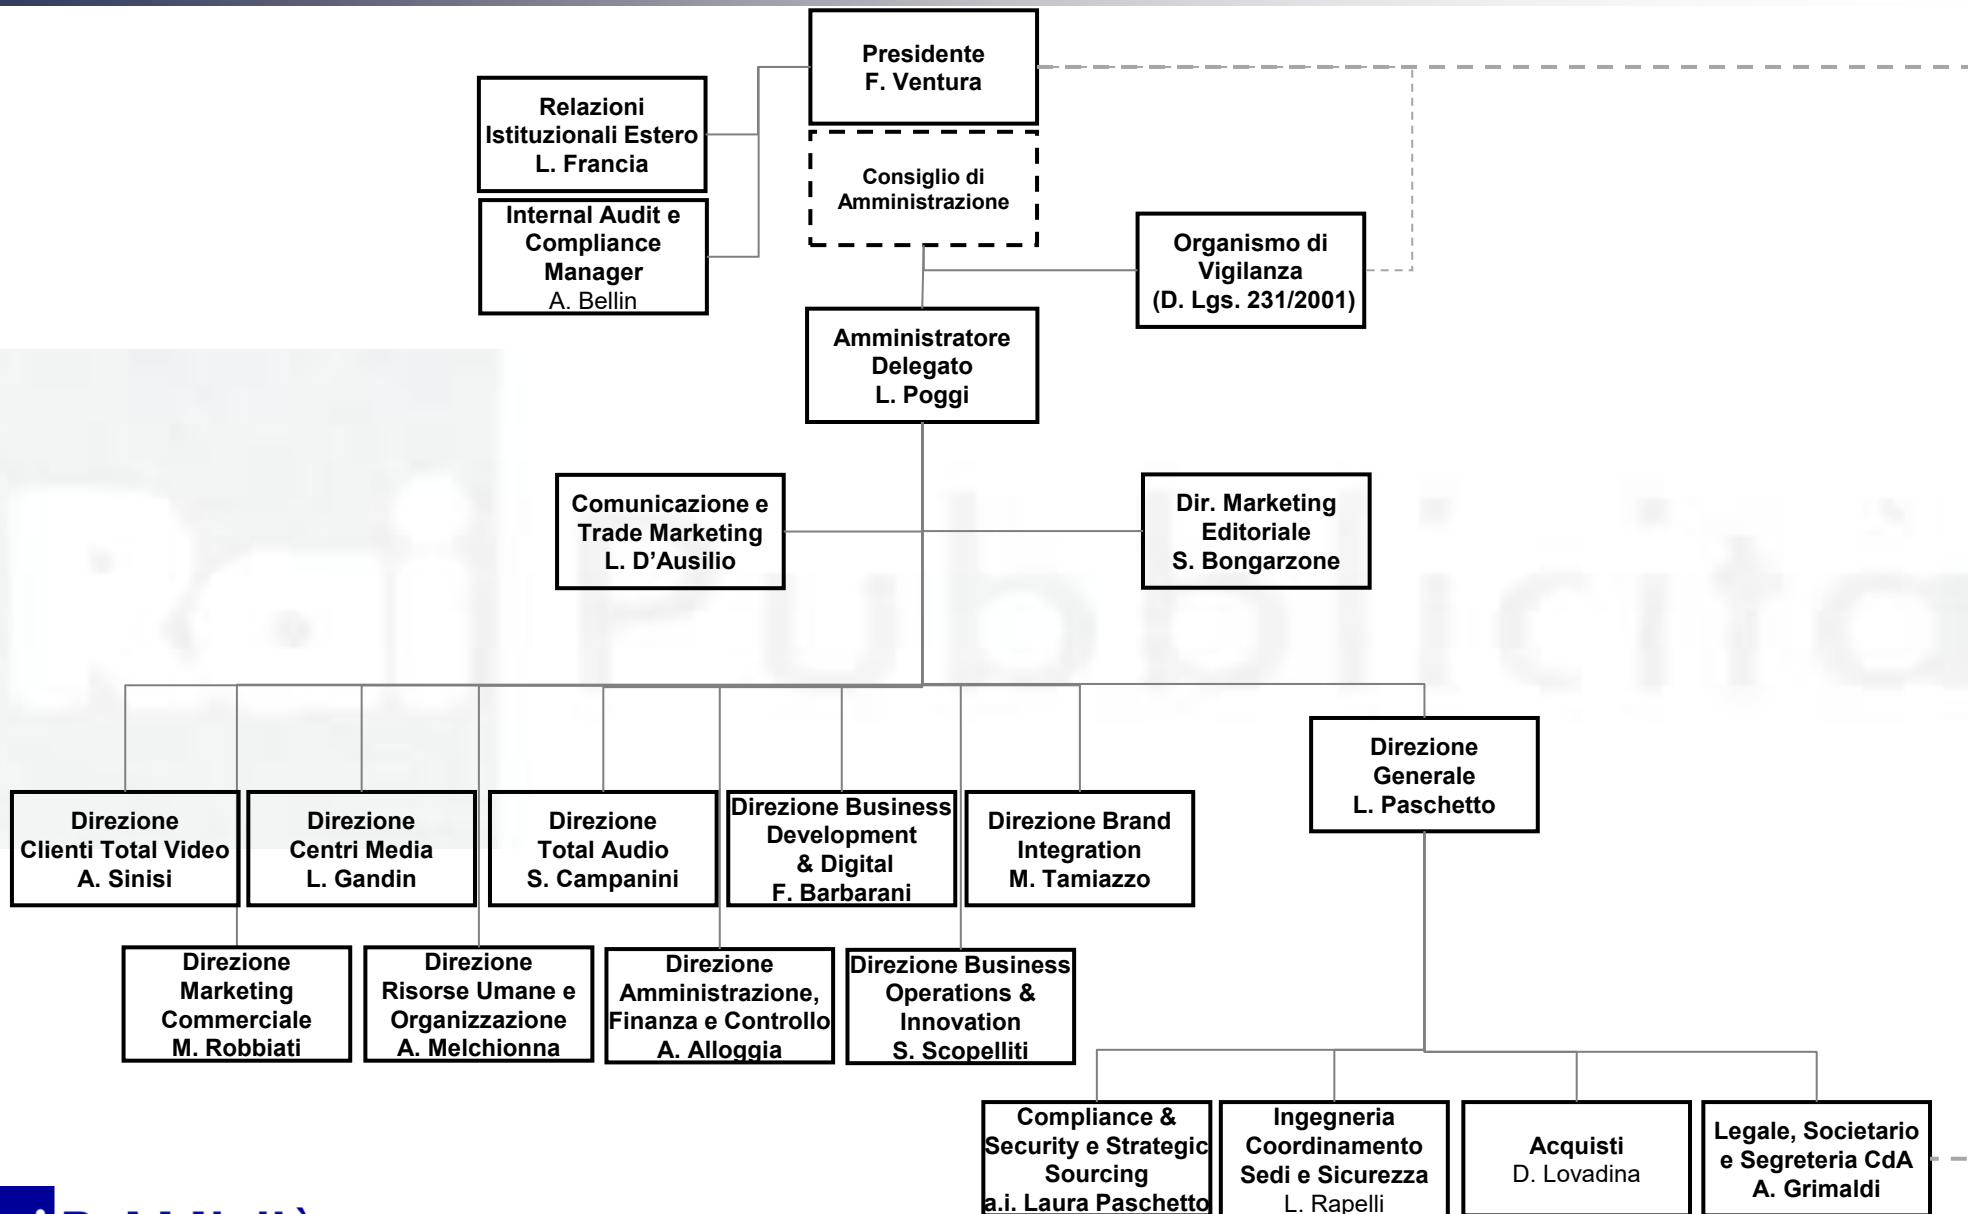 Presidente
F. Ventura
Relazioni
Istituzionali Estero
L. Francia
Consiglio di
Amministrazione
Internal Audit e
Compliance
Manager
A. Bellin
Organismo di
Vigilanza
(D. Lgs. 231/2001)
Amministratore
Delegato
L. Poggi
Comunicazione e
Trade Marketing
L. D’Ausilio
Dir. Marketing
Editoriale
S. Bongarzone
Rai Pubblicità
Direzione
Generale
L. Paschetto
Direzione
Clienti Total Video
A. Sinisi
Direzione
Centri Media
L. Gandin
Direzione
Total Audio
S. Campanini
Direzione Business
Development
& Digital
F. Barbarani
Direzione Brand
Integration
M. Tamiazzo
Direzione
Marketing
Commerciale
M. Robbiati
Direzione
Risorse Umane e
Organizzazione
A. Melchionna
Direzione
Amministrazione,
Finanza e Controllo
A. Alloggia
Direzione Business
Operations &
Innovation
S. Scopelliti
Compliance &
Security e Strategic
Sourcing
a.i. Laura Paschetto
Ingegneria
Coordinamento
Sedi e Sicurezza
L. Rapelli
Acquisti
D. Lovadina
Legale, Societario
e Segreteria CdA
A. Grimaldi